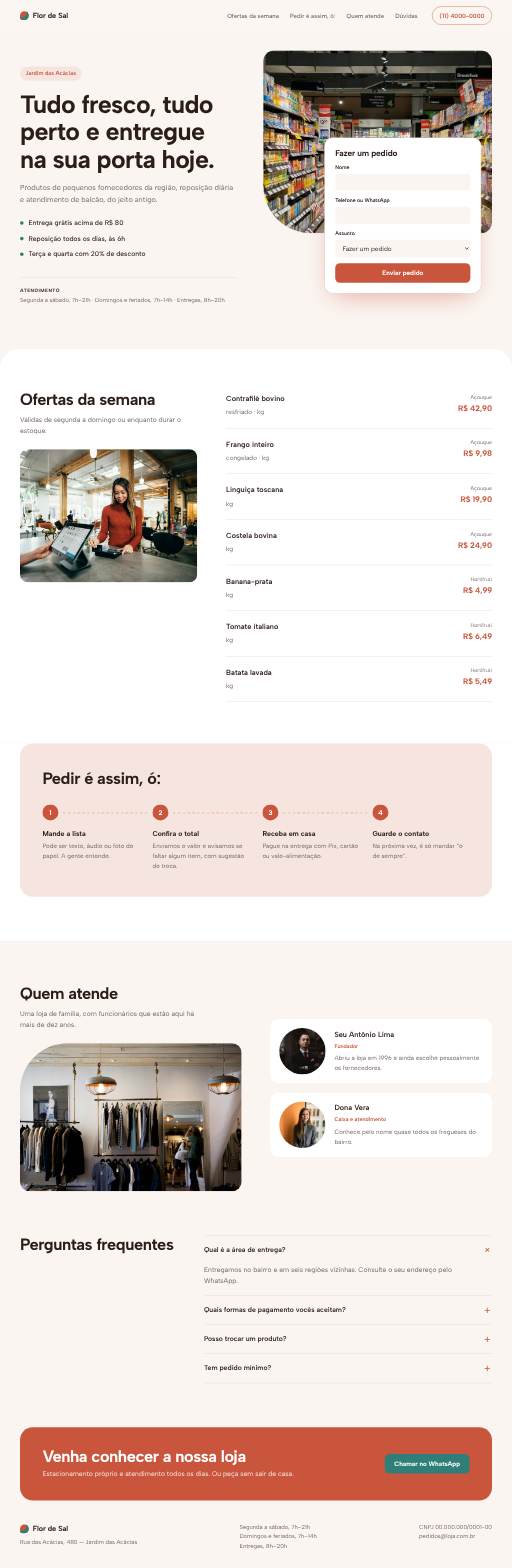 Flor de Sal
Ofertas da semana
Pedir é assim, ó:
Quem atende
Dúvidas
(11) 4000-0000
Jardim das Acácias
Tudo fresco, tudo
perto e entregue
na sua porta hoje.
Produtos de pequenos fornecedores da região, reposição diária
e atendimento de balcão, do jeito antigo.
Entrega grátis acima de R$ 80
Reposição todos os dias, às 6h
Terça e quarta com 20% de desconto
ATENDIMENTO
Segunda a sábado, 7h–21h · Domingos e feriados, 7h–14h · Entregas, 8h–20h
Breakfast
Fazer um pedido
Nome
Telefone ou WhatsApp
Assunto
Fazer um pedido
Enviar pedido
Ofertas da semana
Válidas de segunda a domingo ou enquanto durar o
estoque.
Contrafilé bovino
resfriado · kg
Açougue
R$ 42,90
Frango inteiro
congelado · kg
Açougue
R$ 9,98
Linguiça toscana
kg
Açougue
R$ 19,90
Costela bovina
kg
Açougue
R$ 24,90
Banana-prata
kg
Hortifruti
R$ 4,99
Tomate italiano
kg
Hortifruti
R$ 6,49
Batata lavada
kg
Hortifruti
R$ 5,49
Pedir é assim, ó:
1
Mande a lista
Pode ser texto, áudio ou foto do
papel. A gente entende.
2
Confira o total
Enviamos o valor e avisamos se
faltar algum item, com sugestão
de troca.
3
Receba em casa
Pague na entrega com Pix, cartão
ou vale-alimentação.
4
Guarde o contato
Na próxima vez, é só mandar "o
de sempre".
Quem atende
Uma loja de família, com funcionários que estão aqui há
mais de dez anos.
Seu Antônio Lima
Fundador
Abriu a loja em 1996 e ainda escolhe pessoalmente
os fornecedores.
Dona Vera
Caixa e atendimento
Conhece pelo nome quase todos os fregueses do
bairro.
Perguntas frequentes
Qual é a área de entrega?
Entregamos no bairro e em seis regiões vizinhas. Consulte o seu endereço pelo
WhatsApp.
Quais formas de pagamento vocês aceitam?
Posso trocar um produto?
Tem pedido mínimo?
Venha conhecer a nossa loja
Estacionamento próprio e atendimento todos os dias. Ou peça sem sair de casa.
Chamar no WhatsApp
Flor de Sal
Rua das Acácias, 480 — Jardim das Acácias
Segunda a sábado, 7h–21h
Domingos e feriados, 7h–14h
Entregas, 8h–20h
CNPJ 00.000.000/0001-00
pedidos@loja.com.br